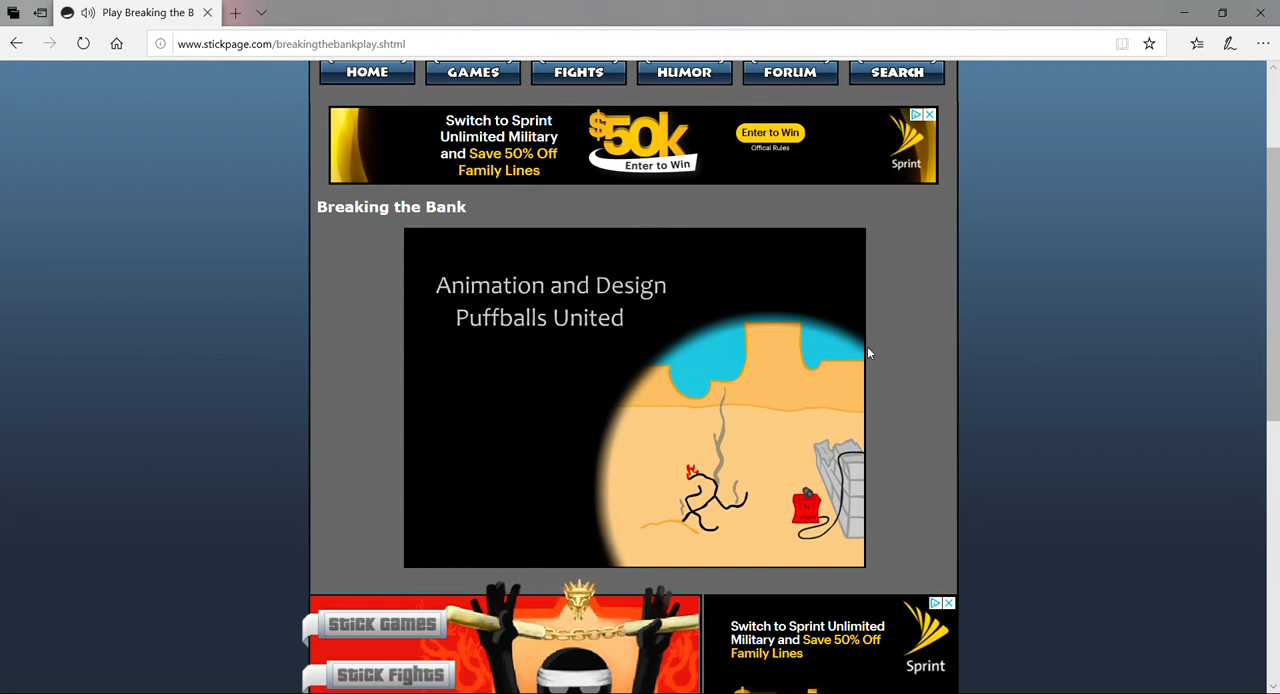 Play Breaking the B
www.stickpage.com/breakingthebankplay.shtml
HOME GAMES FIGHTS HUMOR FORUM SEARCH
Switch to Sprint
Unlimited Military
and Save 50% Off
Family Lines
$50k
Enter to Win
Enter to Win
Offical Rules
Sprint
Breaking the Bank
Animation and Design
Puffballs United
TNT
STICK GAMES
STICK FIGHTS
Switch to Sprint Unlimited
Military and Save 50% Off
Family Lines
Sprint